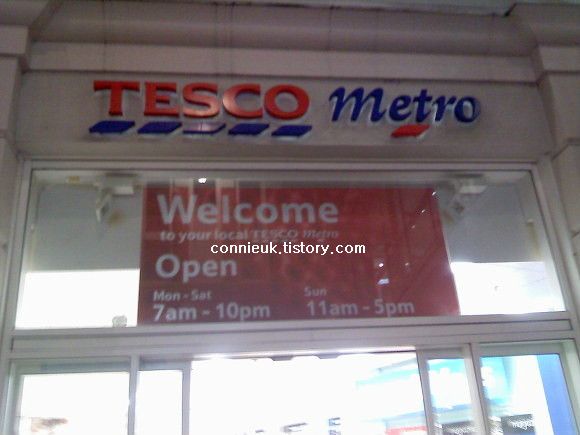 TESCO Metro
Welcome
to your local TESCO Metro
connieuk.tistory.com
Open
Mon - Sat Sun
7am - 10pm 11am - 5pm